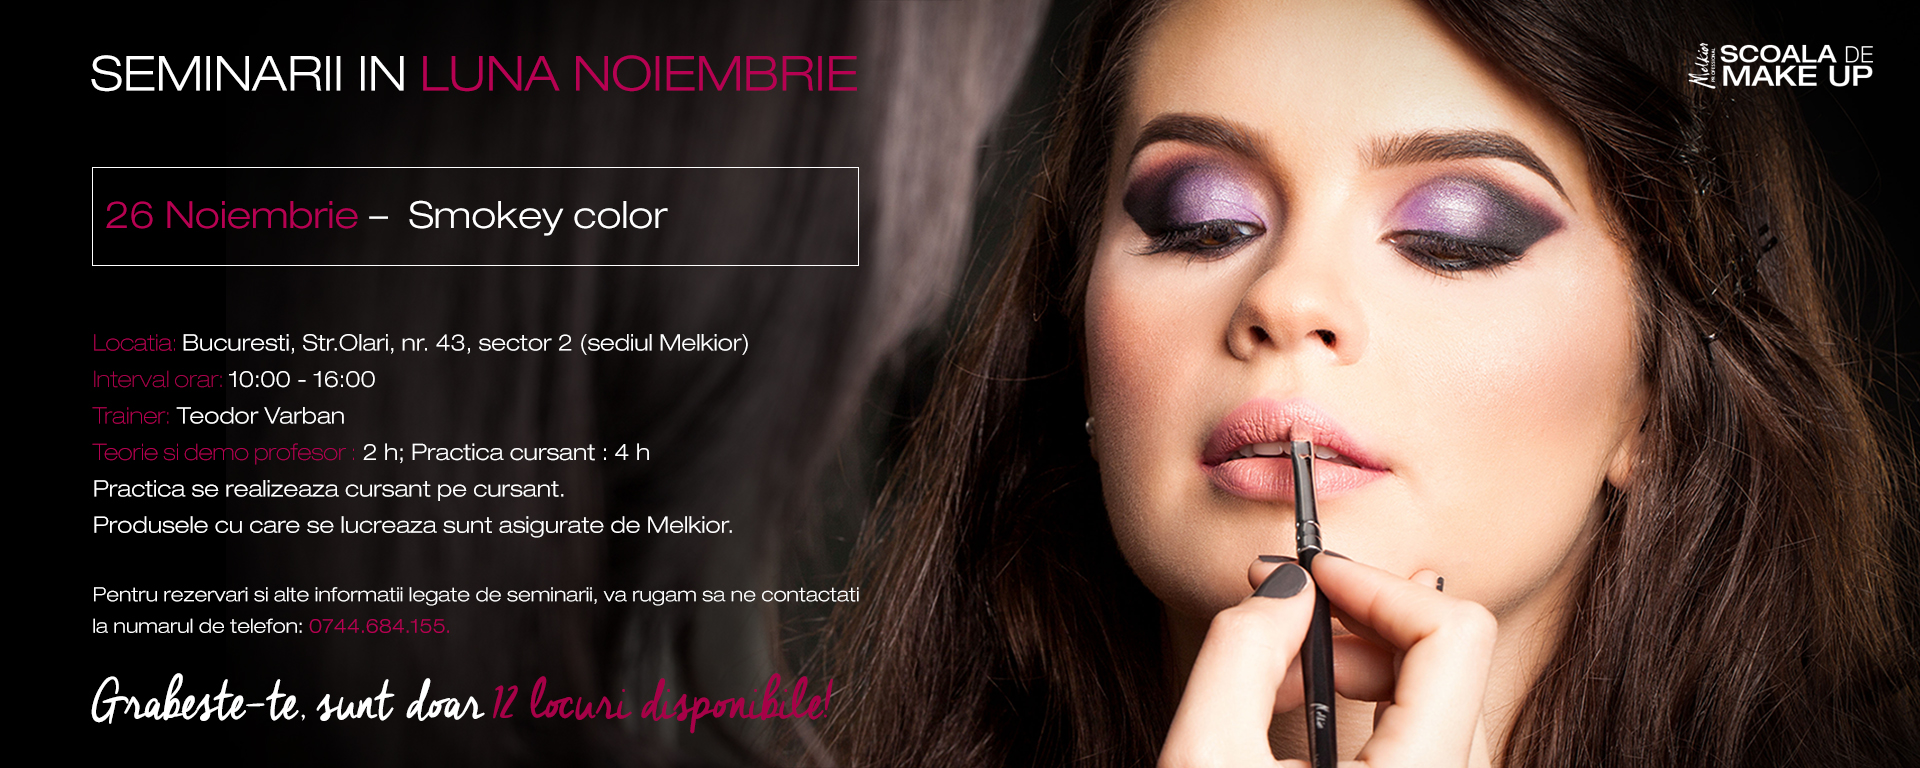 SEMINARII IN LUNA NOIEMBRIE
Melkior PROFESSIONAL
SCOALA DE
MAKE UP
26 Noiembrie – Smokey color
Locatia: Bucuresti, Str.Olari, nr. 43, sector 2 (sediul Melkior)
Interval orar: 10:00 - 16:00
Trainer: Teodor Varban
Teorie si demo profesor : 2 h; Practica cursant : 4 h
Practica se realizeaza cursant pe cursant.
Produsele cu care se lucreaza sunt asigurate de Melkior.
Pentru rezervari si alte informatii legate de seminarii, va rugam sa ne contactati
la numarul de telefon: 0744.684.155.
Grabeste-te, sunt doar 12 locuri disponibile!